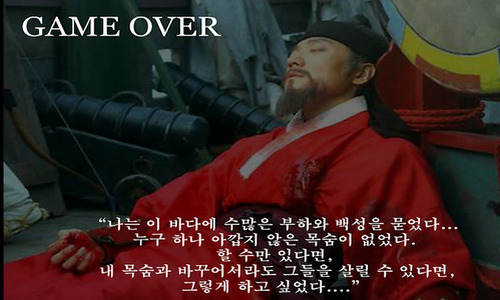 GAME OVER
“나는 이 바다에 수많은 부하와 백성을 묻었다...
누구 하나 아깝지 않은 목숨이 없었다.
할 수만 있다면,
내 목숨과 바꾸어서라도 그들을 살릴 수 있다면,
그렇게 하고 싶었다....”